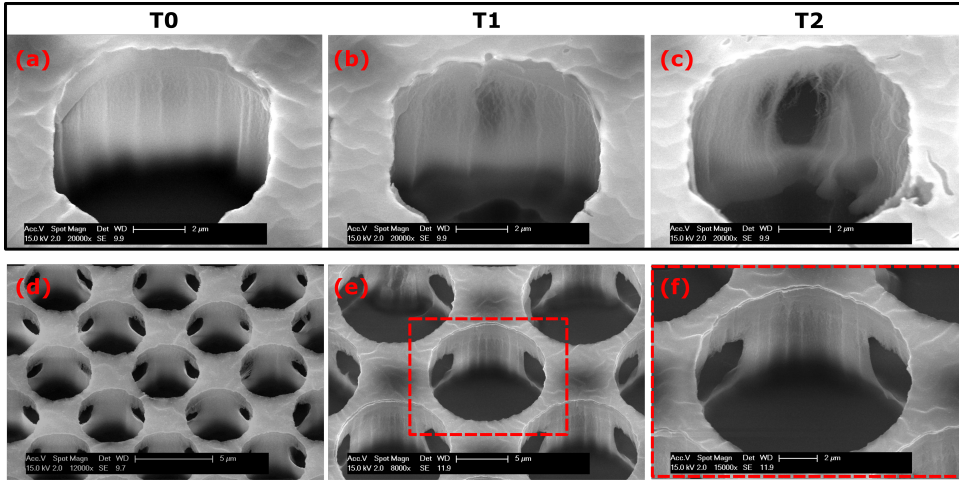 T0
T1
T2
(a)
(b)
(c)
Acc.V Spot Magn Det WD
15.0 kV 2.0 20000x SE 9.9 2 µm
Acc.V Spot Magn Det WD
15.0 kV 2.0 20000x SE 9.9 2 µm
Acc.V Spot Magn Det WD
15.0 kV 2.0 20000x SE 9.9 2 µm
(d)
(e)
(f)
Acc.V Spot Magn Det WD
15.0 kV 2.0 12000x SE 9.7 5 µm
Acc.V Spot Magn Det WD
15.0 kV 2.0 8000x SE 11.9 5 µm
Acc.V Spot Magn Det WD
15.0 kV 2.0 15000x SE 11.9 2 µm